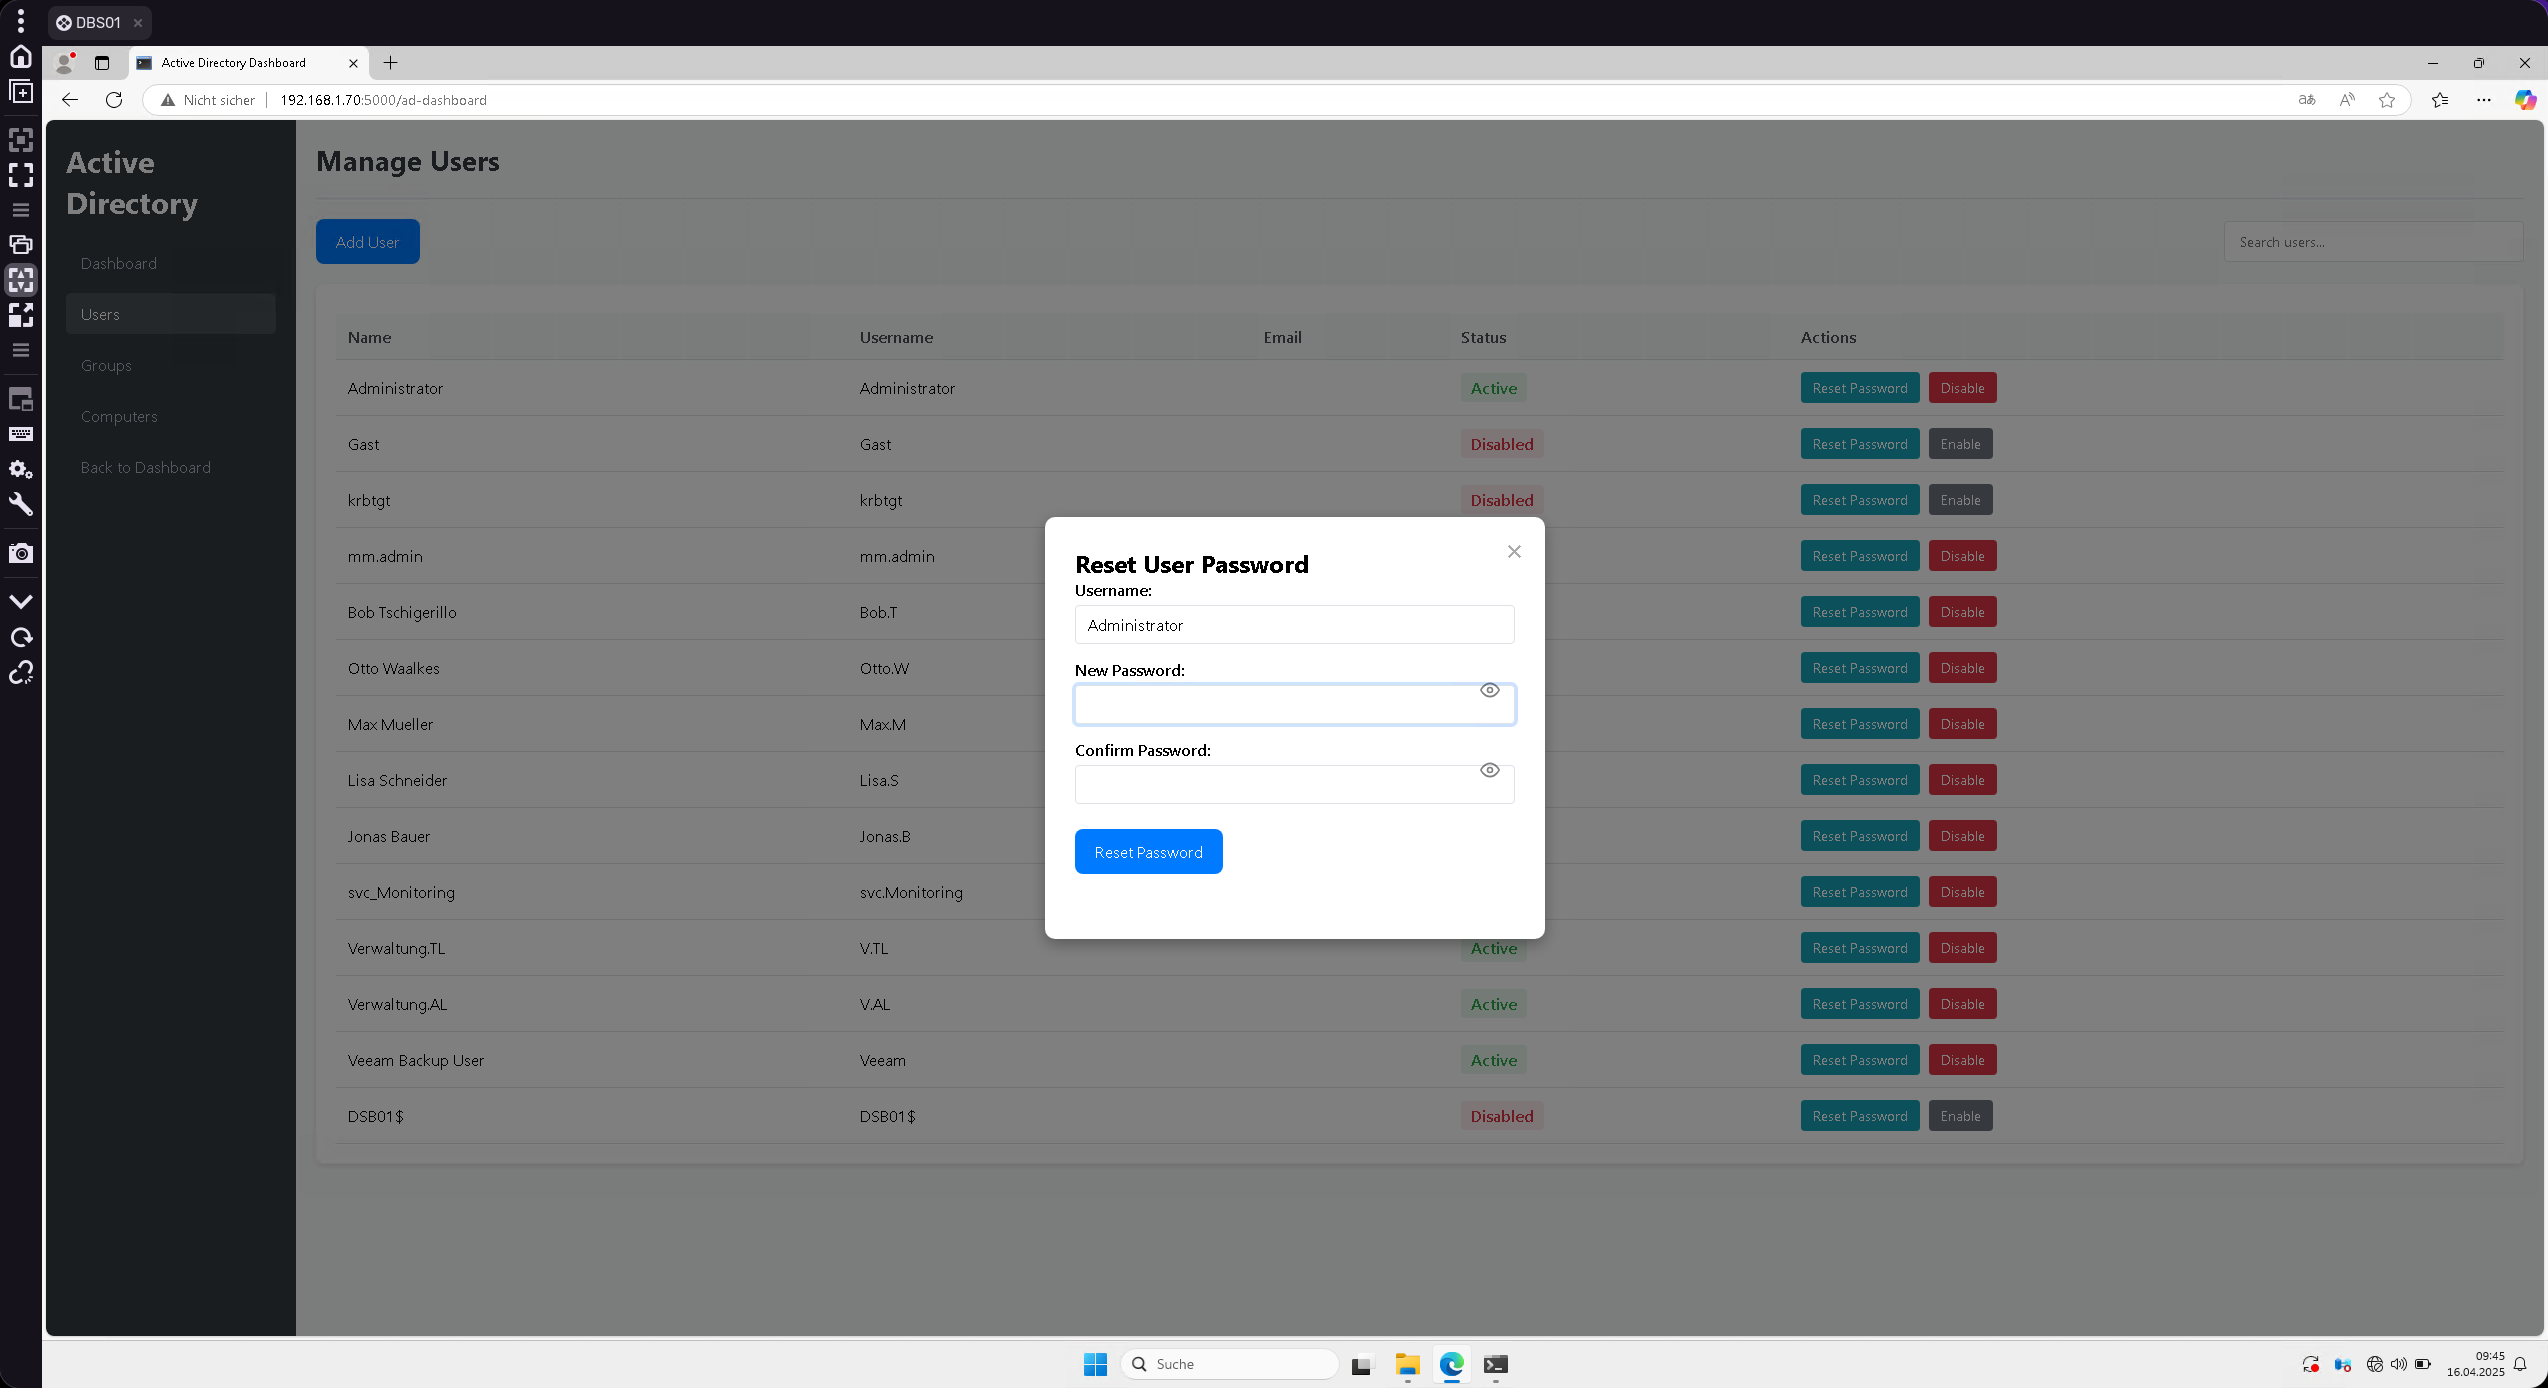 DBS01
Active Directory Dashboard
Nicht sicher
192.168.1.70:5000/ad-dashboard
Active
Directory
Dashboard
Users
Groups
Computers
Back to Dashboard
Manage Users
Add User
Search users...
Name Username Email Status Actions
Administrator Administrator Active Reset Password Disable
Gast Gast Disabled Reset Password Enable
krbtgt krbtgt Disabled Reset Password Enable
mm.admin mm.admin Reset Password Disable
Bob Tschigerillo Bob.T Reset Password Disable
Otto Waalkes Otto.W Reset Password Disable
Max Mueller Max.M Reset Password Disable
Lisa Schneider Lisa.S Reset Password Disable
Jonas Bauer Jonas.B Reset Password Disable
svc_Monitoring svc.Monitoring Reset Password Disable
Verwaltung.TL V.TL Active Reset Password Disable
Verwaltung.AL V.AL Active Reset Password Disable
Veeam Backup User Veeam Active Reset Password Disable
DSB01$ DSB01$ Disabled Reset Password Enable
Reset User Password
Username:
Administrator
New Password:
Confirm Password:
Reset Password
Suche
09:45
16.04.2025